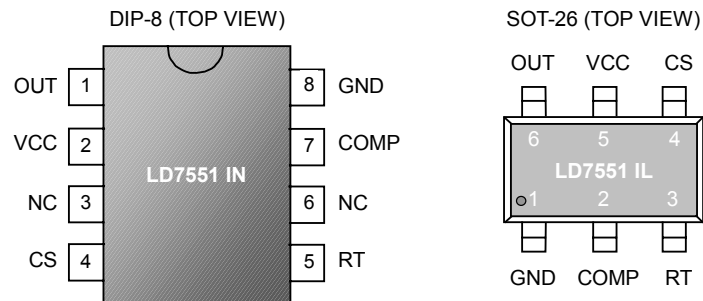 DIP-8 (TOP VIEW)
OUT 1
8 GND
VCC 2
7 COMP
LD7551 IN
NC 3
6 NC
CS 4
5 RT
SOT-26 (TOP VIEW)
OUT VCC CS
6 5 4
LD7551 IL
1 2 3
GND COMP RT